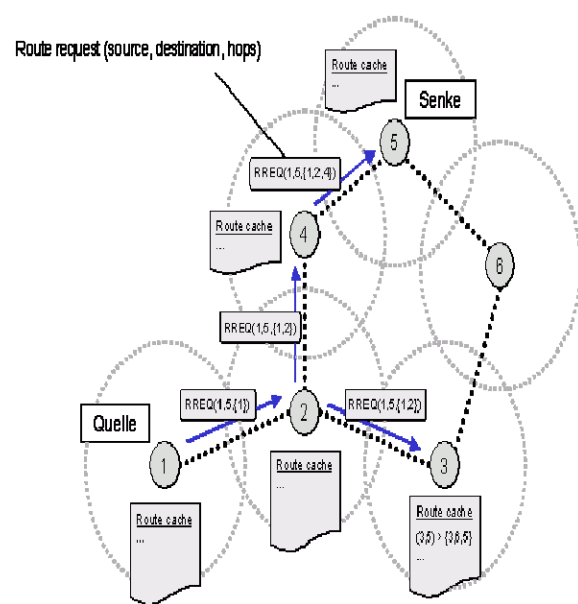 Route request (source, destination, hops)
Route cache
...
Senke
5
RREQ(1,5,{1,2,4})
Route cache
...
4
6
RREQ(1,5,{1,2})
RREQ(1,5,{1})
RREQ(1,5,{1,2})
Quelle
2
1
3
Route cache
...
Route cache
...
Route cache
(3,5) > {3,6,5}
...